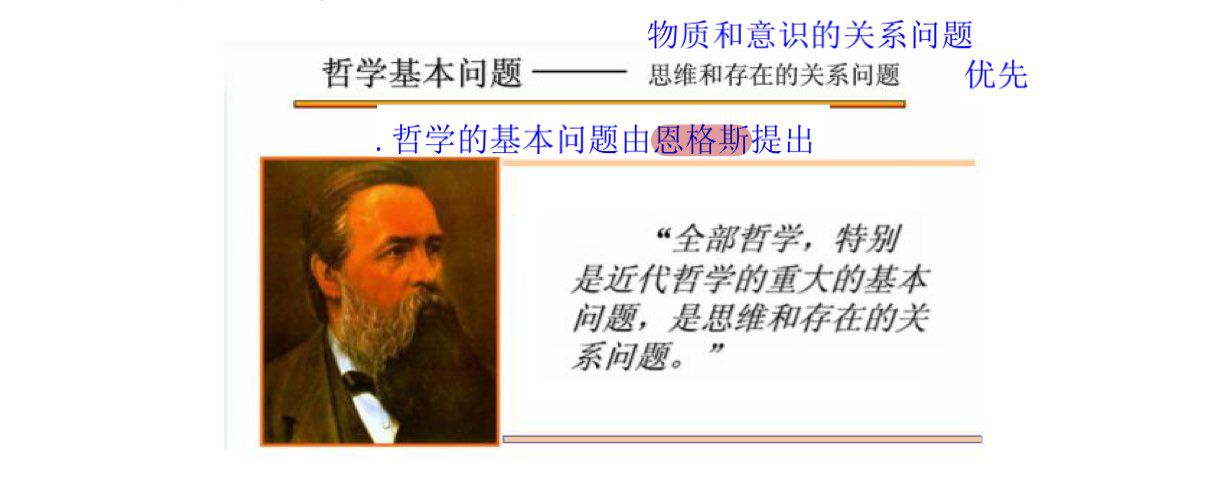 物质和意识的关系问题
哲学基本问题 —— 思维和存在的关系问题 优先
. 哲学的基本问题由恩格斯提出
“全部哲学，特别
是近代哲学的重大的基本
问题，是思维和存在的关
系问题。”